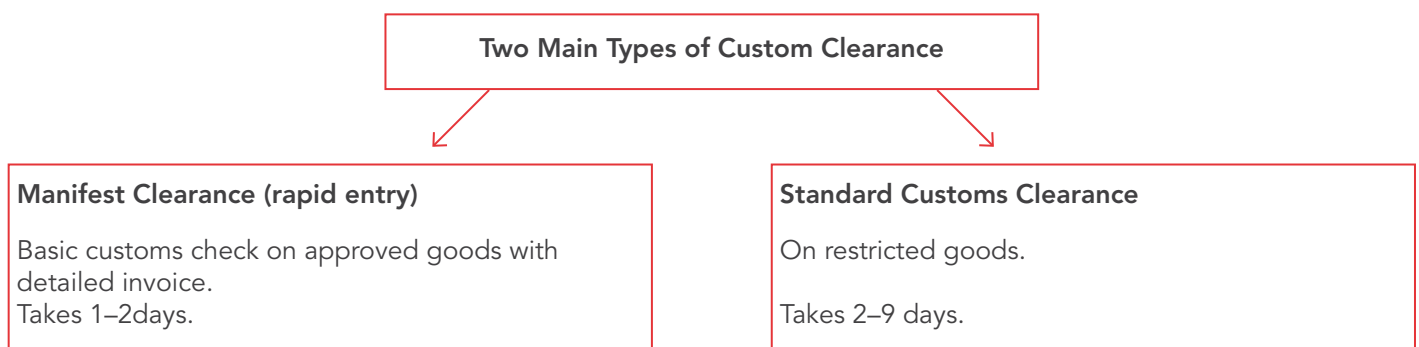 Two Main Types of Custom Clearance
Manifest Clearance (rapid entry)
Basic customs check on approved goods with
detailed invoice.
Takes 1–2days.
Standard Customs Clearance
On restricted goods.
Takes 2–9 days.